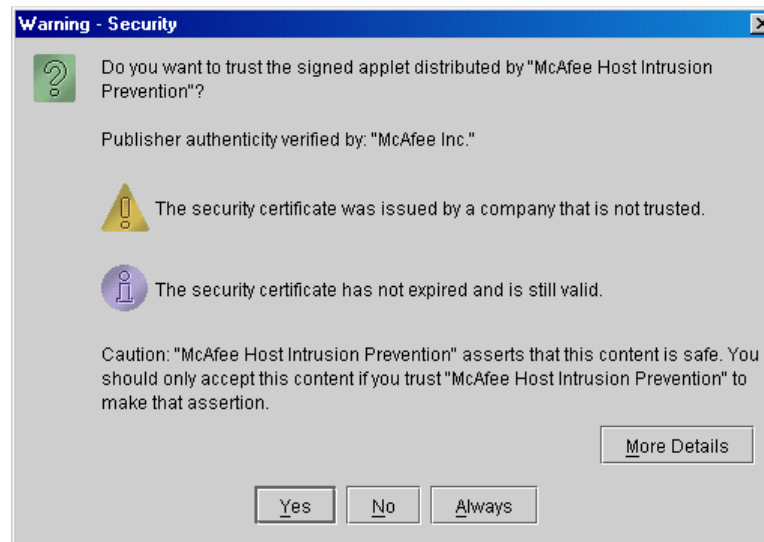 Warning - Security
Do you want to trust the signed applet distributed by "McAfee Host Intrusion
Prevention"?
Publisher authenticity verified by: "McAfee Inc."
The security certificate was issued by a company that is not trusted.
The security certificate has not expired and is still valid.
Caution: "McAfee Host Intrusion Prevention" asserts that this content is safe. You
should only accept this content if you trust "McAfee Host Intrusion Prevention" to
make that assertion.
More Details
Yes No Always